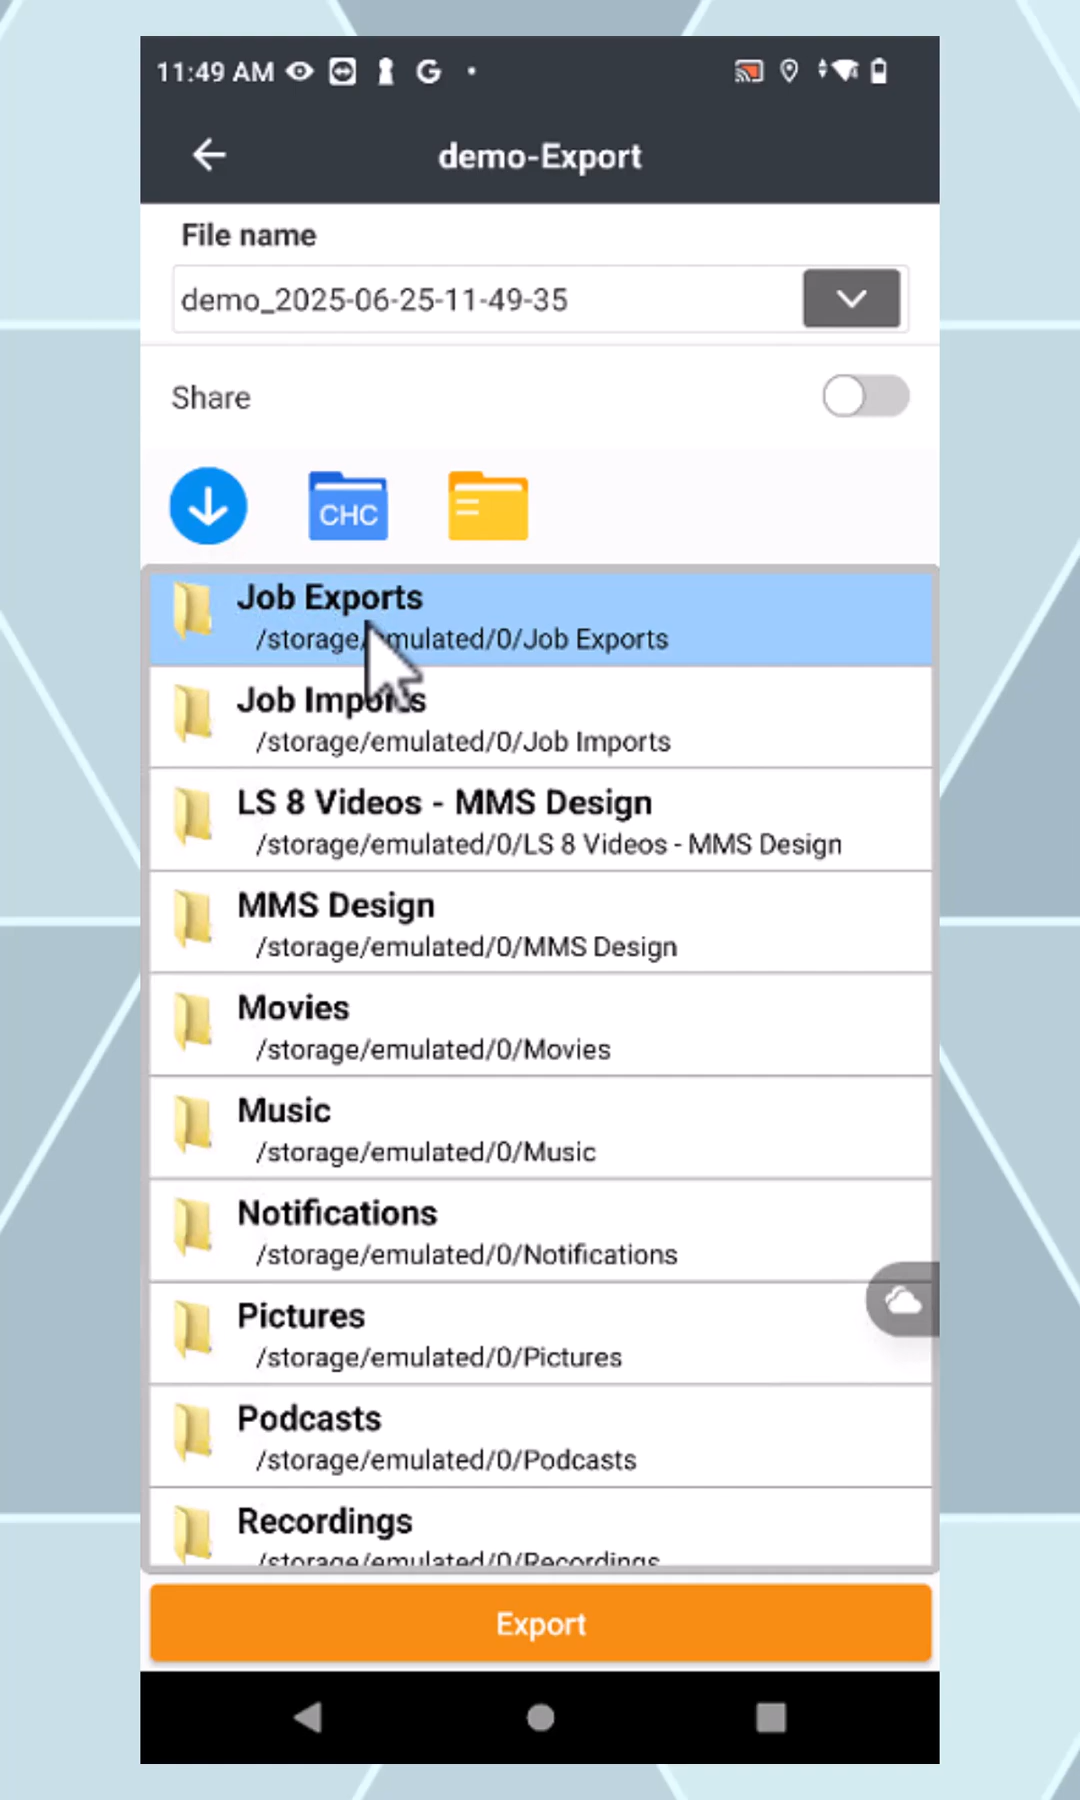 11:49 AM
demo-Export
File name
demo_2025-06-25-11-49-35
Share
CHC
Job Exports
/storage/emulated/0/Job Exports
Job Imports
/storage/emulated/0/Job Imports
LS 8 Videos - MMS Design
/storage/emulated/0/LS 8 Videos - MMS Design
MMS Design
/storage/emulated/0/MMS Design
Movies
/storage/emulated/0/Movies
Music
/storage/emulated/0/Music
Notifications
/storage/emulated/0/Notifications
Pictures
/storage/emulated/0/Pictures
Podcasts
/storage/emulated/0/Podcasts
Recordings
/storage/emulated/0/Recordings
Export